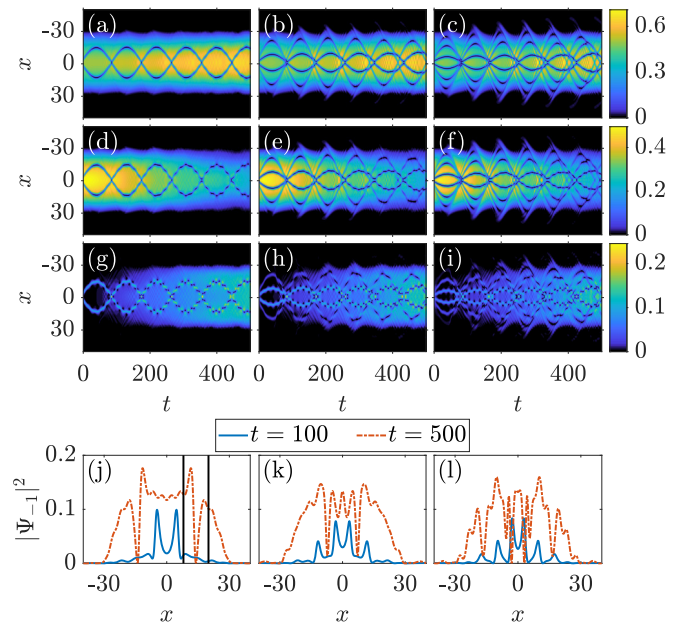 (a) (b) (c)
-30
x 0
30
0.6
0.3
0
(d) (e) (f)
-30
x 0
30
0.4
0.2
0
(g) (h) (i)
-30
x 0
30
0.2
0.1
0
0 200 400 0 200 400 0 200 400
t t t
t = 100 t = 500
(j) (k) (l)
0.2
0.1
0
|Ψ₋₁|²
-30 0 30 -30 0 30 -30 0 30
x x x